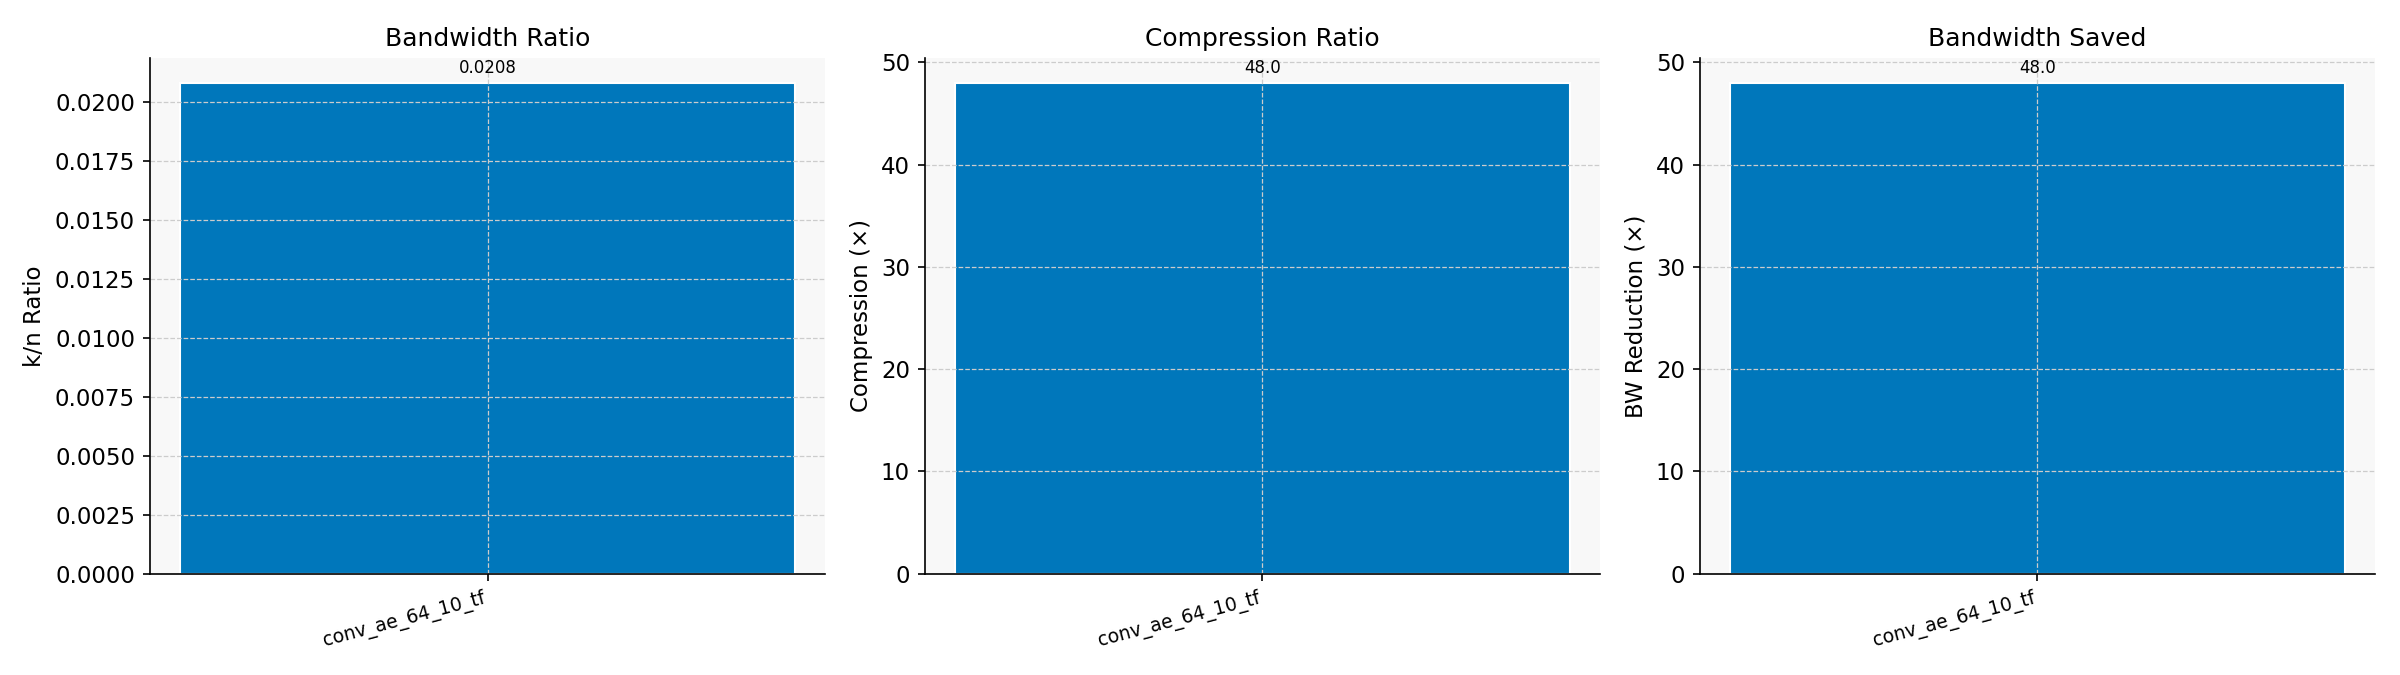 Bandwidth Ratio
0.0208
k/n Ratio
0.0200
0.0175
0.0150
0.0125
0.0100
0.0075
0.0050
0.0025
0.0000
conv_ae_64_10_tf
Compression Ratio
48.0
Compression (×)
50
40
30
20
10
0
conv_ae_64_10_tf
Bandwidth Saved
48.0
BW Reduction (×)
50
40
30
20
10
0
conv_ae_64_10_tf